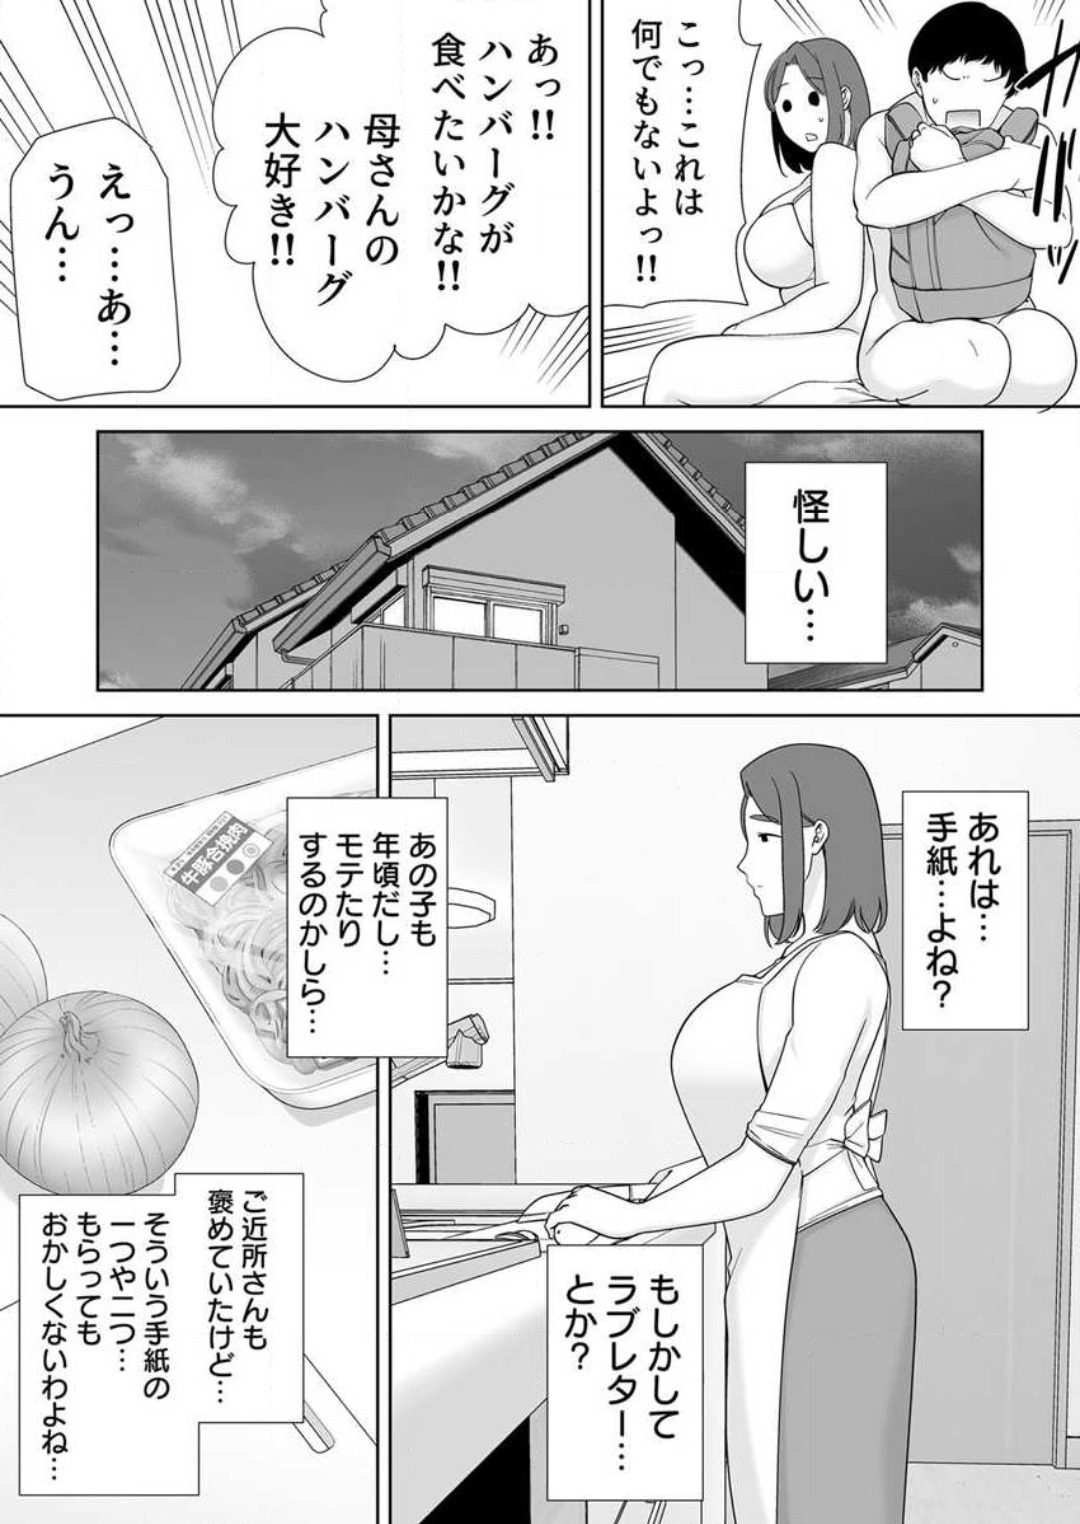 こっ…これは
何でもないよっ!!
あっ!!
ハンバーグが
食べたいかな!!
母さんの
ハンバーグ
大好き!!
えっ…あ…
うん…
怪しい…
あれは…
手紙…よね?
もしかして
ラブレター…
とか?
あの子も
年頃だし…
モテたり
するのかしら…
牛豚合挽肉
ご近所さんも
褒めていたけど…
そういう手紙の
一つや二つ…
もらっても
おかしくないわよね…